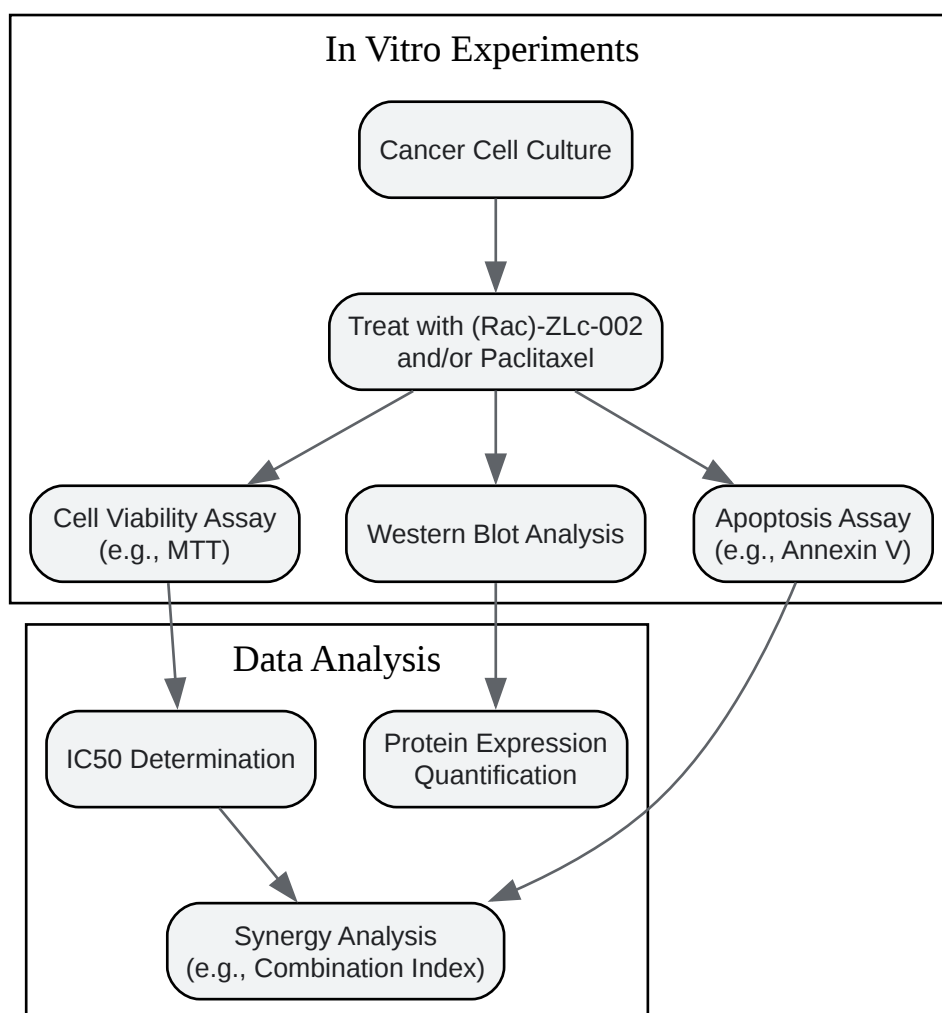 In Vitro Experiments
Cancer Cell Culture
Treat with (Rac)-ZLc-002
and/or Paclitaxel
Cell Viability Assay
(e.g., MTT)
Western Blot Analysis
Apoptosis Assay
(e.g., Annexin V)
Data Analysis
IC50 Determination
Protein Expression
Quantification
Synergy Analysis
(e.g., Combination Index)